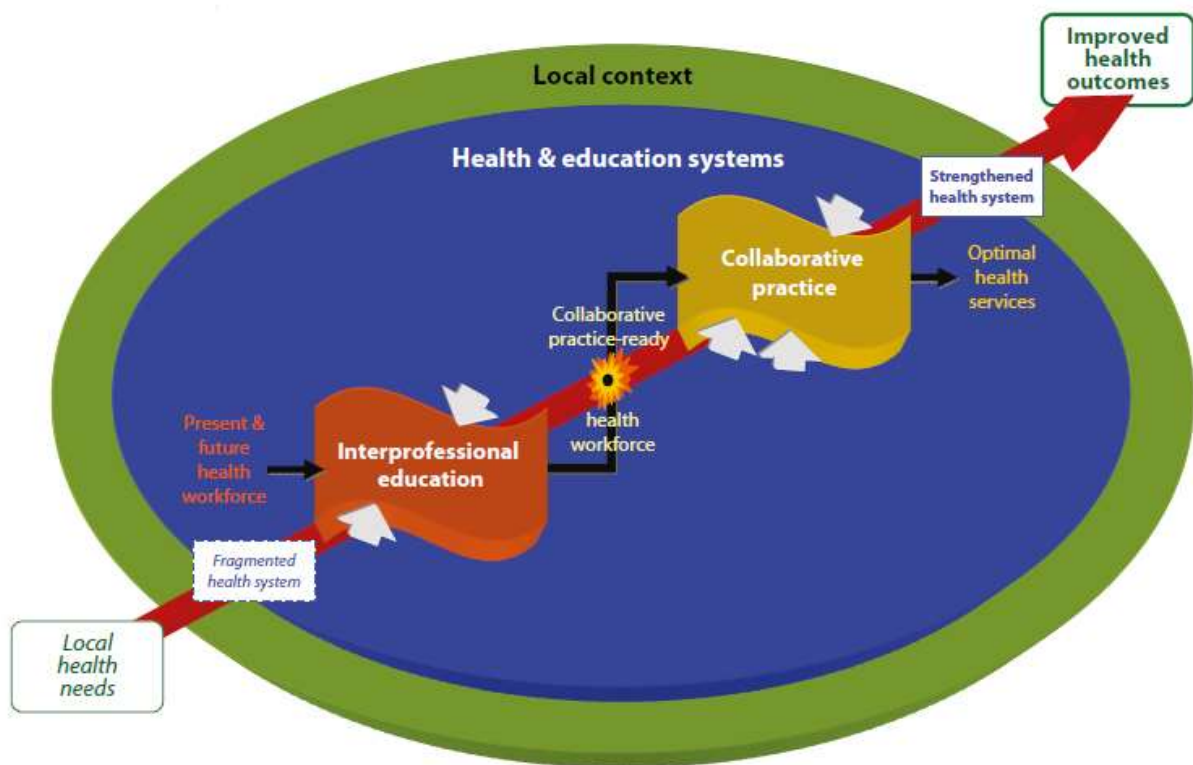 Improved
health
outcomes
Local context
Health & education systems
Strengthened
health system
Collaborative
practice
Optimal
health
services
Collaborative
practice-ready
health
workforce
Present &
future
health
workforce
Interprofessional
education
Fragmented
health system
Local
health
needs